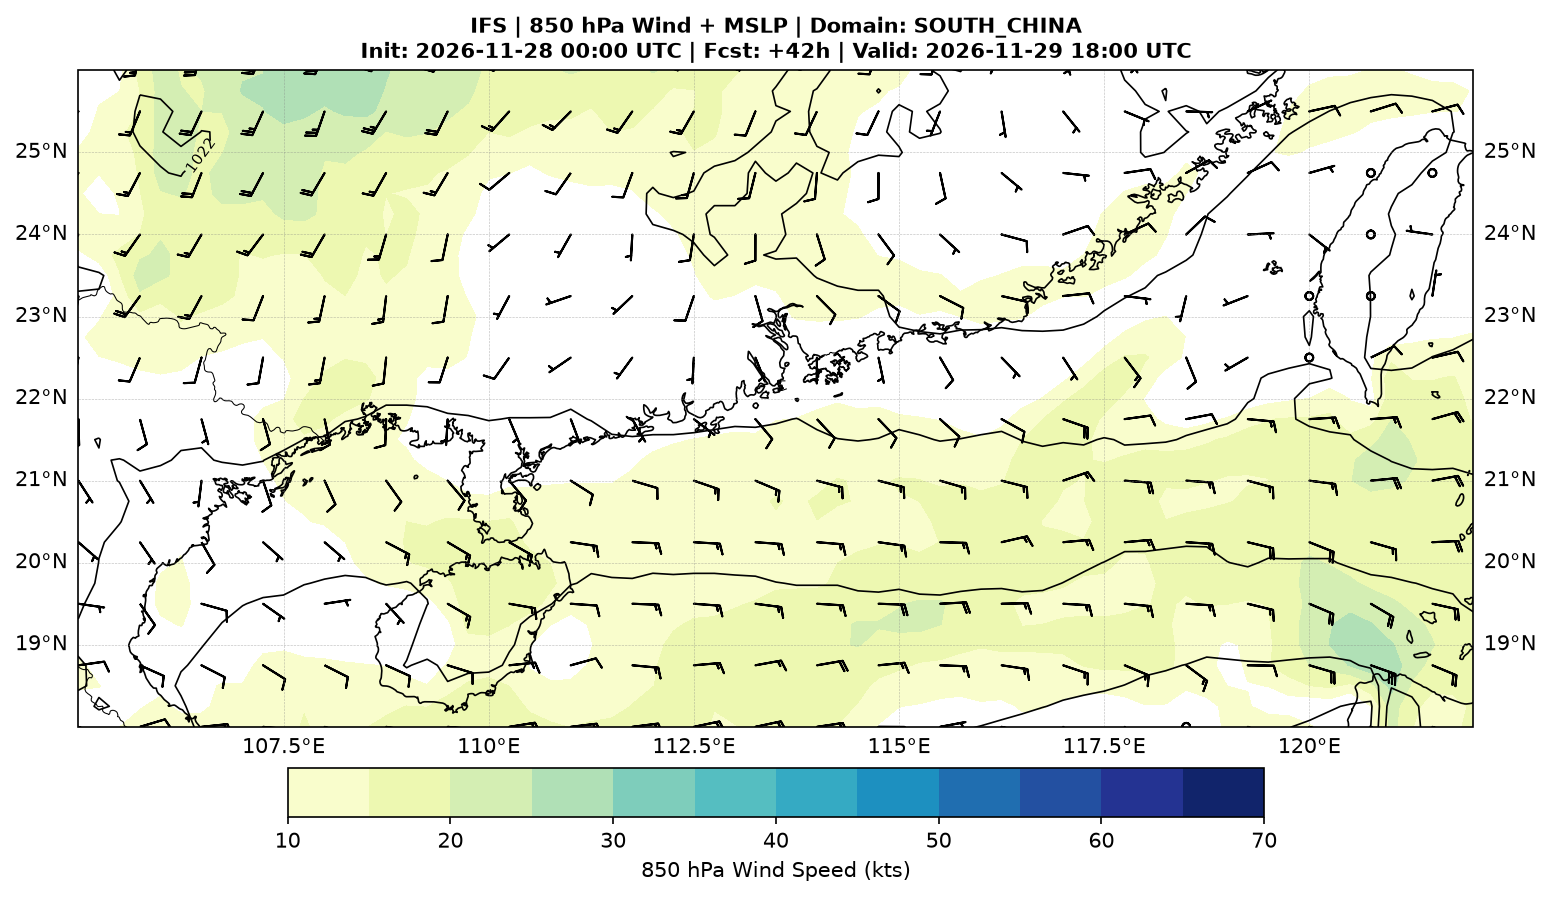 IFS | 850 hPa Wind + MSLP | Domain: SOUTH_CHINA
Init: 2026-11-28 00:00 UTC | Fcst: +42h | Valid: 2026-11-29 18:00 UTC
1022
25°N 25°N
24°N 24°N
23°N 23°N
22°N 22°N
21°N 21°N
20°N 20°N
19°N 19°N
107.5°E 110°E 112.5°E 115°E 117.5°E 120°E
10 20 30 40 50 60 70
850 hPa Wind Speed (kts)